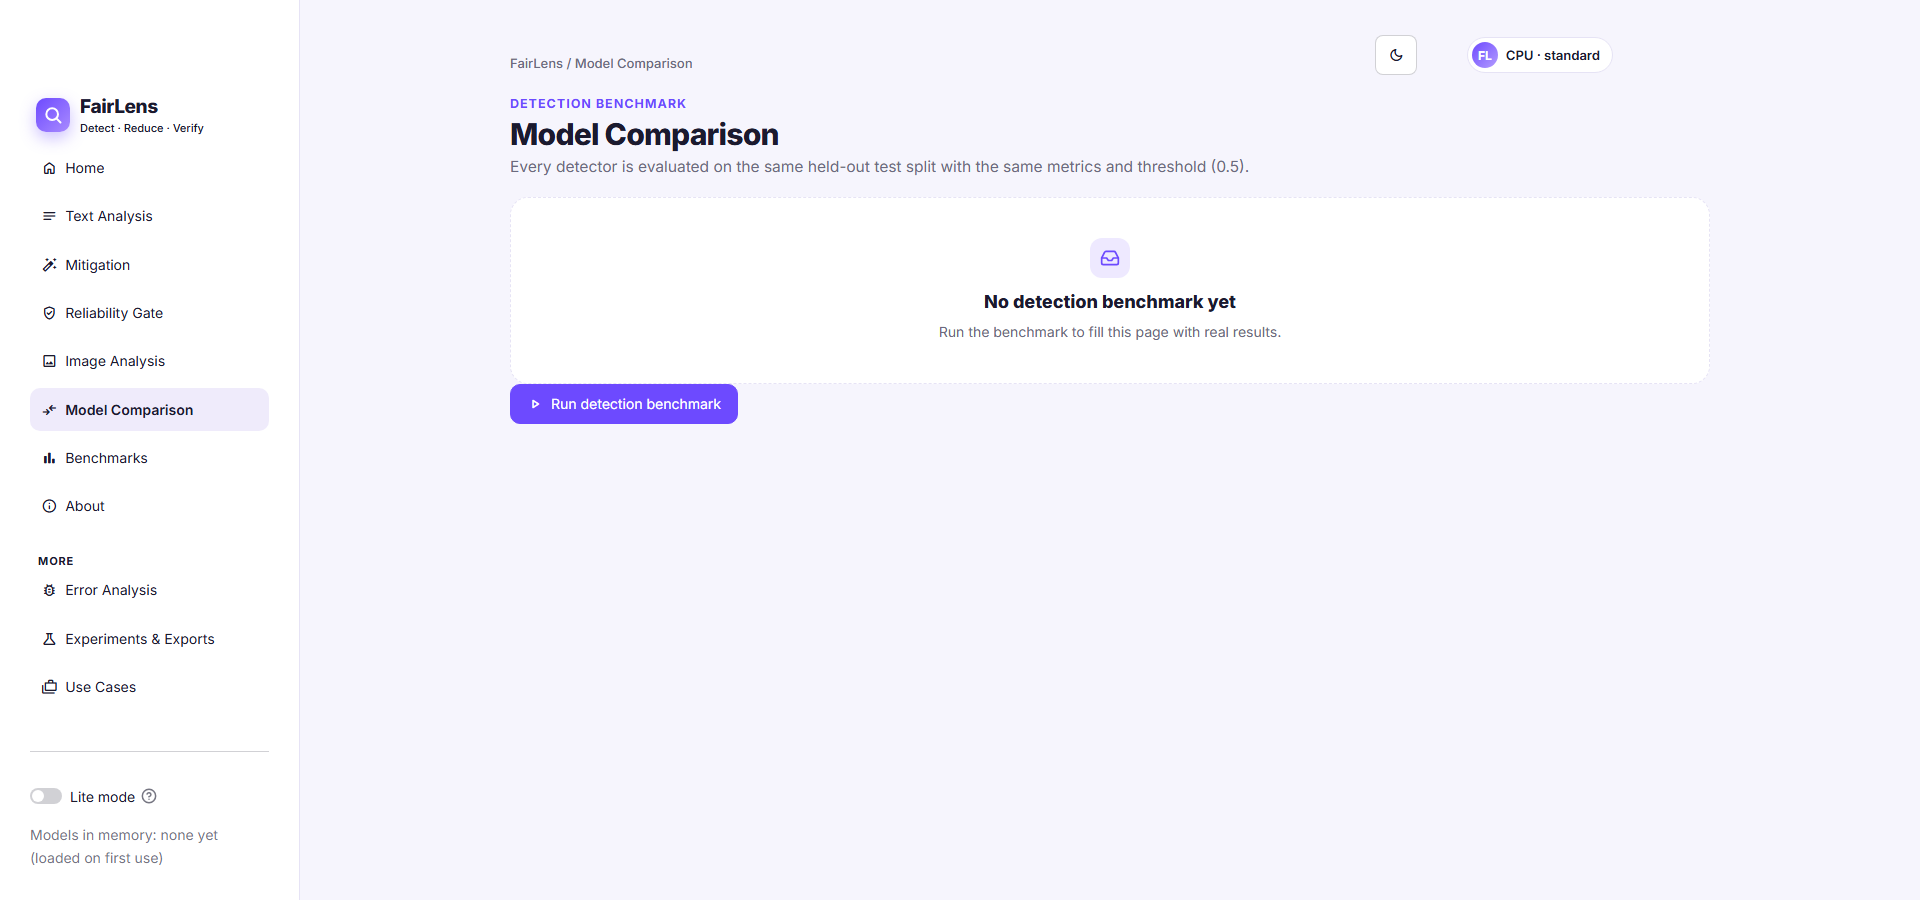 FairLens
Detect · Reduce · Verify
Home
Text Analysis
Mitigation
Reliability Gate
Image Analysis
Model Comparison
Benchmarks
About
MORE
Error Analysis
Experiments & Exports
Use Cases
Lite mode
Models in memory: none yet
(loaded on first use)
FairLens / Model Comparison
FL
CPU · standard
DETECTION BENCHMARK
Model Comparison
Every detector is evaluated on the same held-out test split with the same metrics and threshold (0.5).
No detection benchmark yet
Run the benchmark to fill this page with real results.
Run detection benchmark